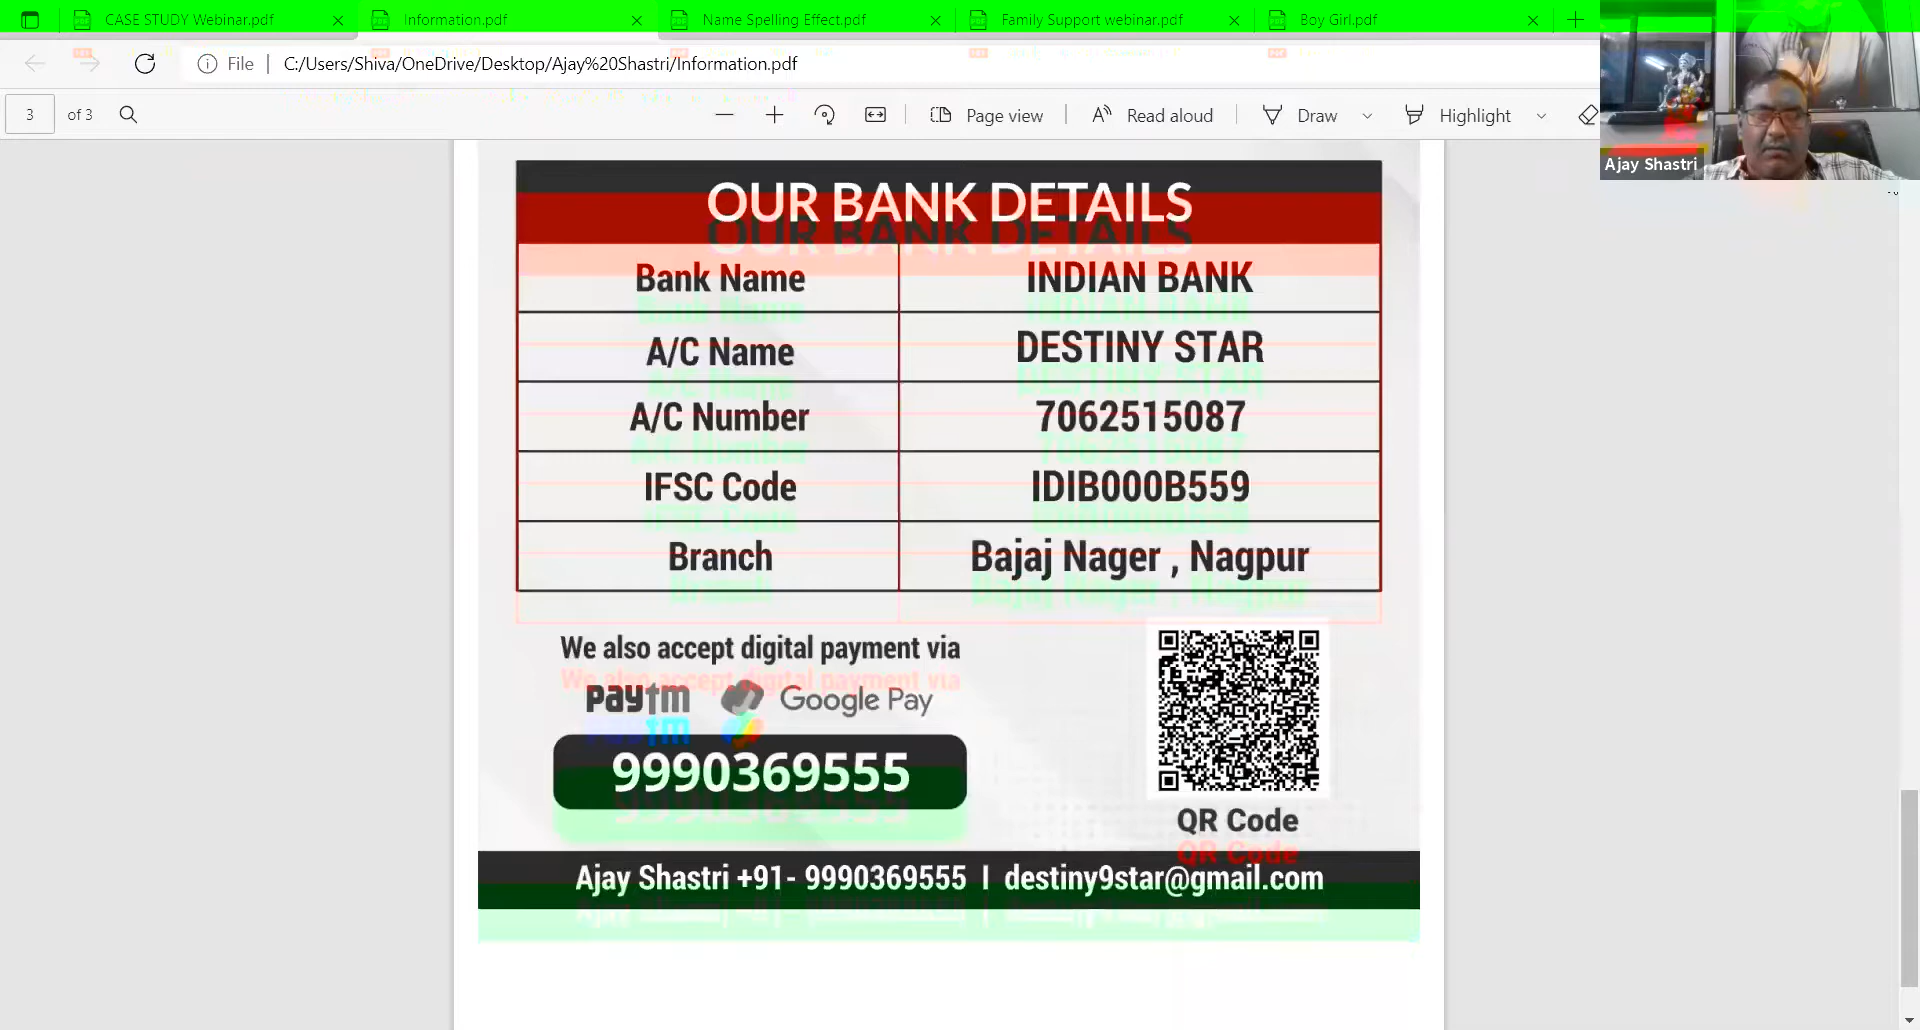 CASE STUDY Webinar.pdf
Information.pdf
Name Spelling Effect.pdf
Family Support webinar.pdf
Boy Girl.pdf
File
C:/Users/Shiva/OneDrive/Desktop/Ajay%20Shastri/Information.pdf
3 of 3
Page view
Read aloud
Draw
Highlight
Ajay Shastri
OUR BANK DETAILS
Bank Name INDIAN BANK
A/C Name DESTINY STAR
A/C Number 7062515087
IFSC Code IDIB000B559
Branch Bajaj Nager , Nagpur
We also accept digital payment via
paytm Google Pay
9990369555
QR Code
Ajay Shastri +91- 9990369555 | destiny9star@gmail.com